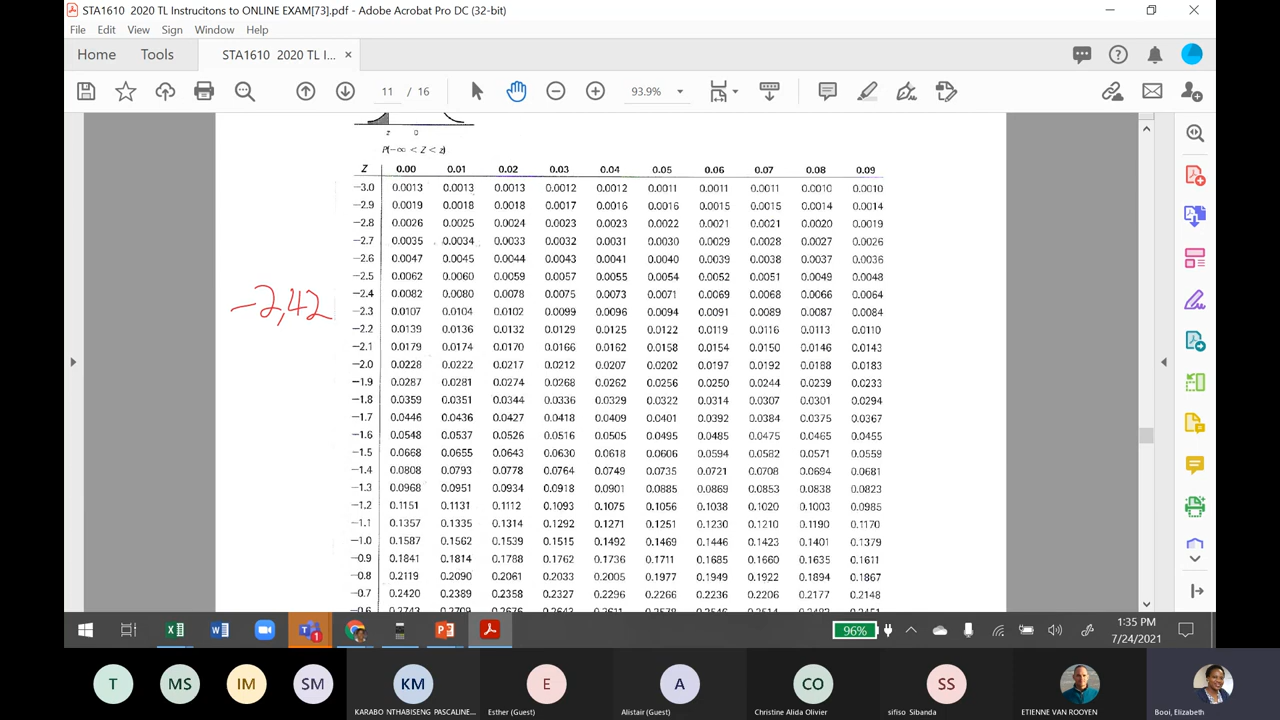 STA1610 2020 TL Instrucitons to ONLINE EXAM[73].pdf - Adobe Acrobat Pro DC (32-bit)
File Edit View Sign Window Help
Home Tools STA1610 2020 TL I... ×
11 / 16 93.9%
z 0
P(−∞ < Z < z)
Z 0.00 0.01 0.02 0.03 0.04 0.05 0.06 0.07 0.08 0.09
−3.0 0.0013 0.0013 0.0013 0.0012 0.0012 0.0011 0.0011 0.0011 0.0010 0.0010
−2.9 0.0019 0.0018 0.0018 0.0017 0.0016 0.0016 0.0015 0.0015 0.0014 0.0014
−2.8 0.0026 0.0025 0.0024 0.0023 0.0023 0.0022 0.0021 0.0021 0.0020 0.0019
−2.7 0.0035 0.0034 0.0033 0.0032 0.0031 0.0030 0.0029 0.0028 0.0027 0.0026
−2.6 0.0047 0.0045 0.0044 0.0043 0.0041 0.0040 0.0039 0.0038 0.0037 0.0036
−2.5 0.0062 0.0060 0.0059 0.0057 0.0055 0.0054 0.0052 0.0051 0.0049 0.0048
−2.4 0.0082 0.0080 0.0078 0.0075 0.0073 0.0071 0.0069 0.0068 0.0066 0.0064
−2,42
−2.3 0.0107 0.0104 0.0102 0.0099 0.0096 0.0094 0.0091 0.0089 0.0087 0.0084
−2.2 0.0139 0.0136 0.0132 0.0129 0.0125 0.0122 0.0119 0.0116 0.0113 0.0110
−2.1 0.0179 0.0174 0.0170 0.0166 0.0162 0.0158 0.0154 0.0150 0.0146 0.0143
−2.0 0.0228 0.0222 0.0217 0.0212 0.0207 0.0202 0.0197 0.0192 0.0188 0.0183
−1.9 0.0287 0.0281 0.0274 0.0268 0.0262 0.0256 0.0250 0.0244 0.0239 0.0233
−1.8 0.0359 0.0351 0.0344 0.0336 0.0329 0.0322 0.0314 0.0307 0.0301 0.0294
−1.7 0.0446 0.0436 0.0427 0.0418 0.0409 0.0401 0.0392 0.0384 0.0375 0.0367
−1.6 0.0548 0.0537 0.0526 0.0516 0.0505 0.0495 0.0485 0.0475 0.0465 0.0455
−1.5 0.0668 0.0655 0.0643 0.0630 0.0618 0.0606 0.0594 0.0582 0.0571 0.0559
−1.4 0.0808 0.0793 0.0778 0.0764 0.0749 0.0735 0.0721 0.0708 0.0694 0.0681
−1.3 0.0968 0.0951 0.0934 0.0918 0.0901 0.0885 0.0869 0.0853 0.0838 0.0823
−1.2 0.1151 0.1131 0.1112 0.1093 0.1075 0.1056 0.1038 0.1020 0.1003 0.0985
−1.1 0.1357 0.1335 0.1314 0.1292 0.1271 0.1251 0.1230 0.1210 0.1190 0.1170
−1.0 0.1587 0.1562 0.1539 0.1515 0.1492 0.1469 0.1446 0.1423 0.1401 0.1379
−0.9 0.1841 0.1814 0.1788 0.1762 0.1736 0.1711 0.1685 0.1660 0.1635 0.1611
−0.8 0.2119 0.2090 0.2061 0.2033 0.2005 0.1977 0.1949 0.1922 0.1894 0.1867
−0.7 0.2420 0.2389 0.2358 0.2327 0.2296 0.2266 0.2236 0.2206 0.2177 0.2148
96% 1:35 PM
7/24/2021
T MS IM SM KM E A CO SS
KARABO NTHABISENG PASCALINE... Esther (Guest) Alistair (Guest) Christine Alida Olivier sifiso Sibanda ETIENNE VAN ROOYEN Booi, Elizabeth